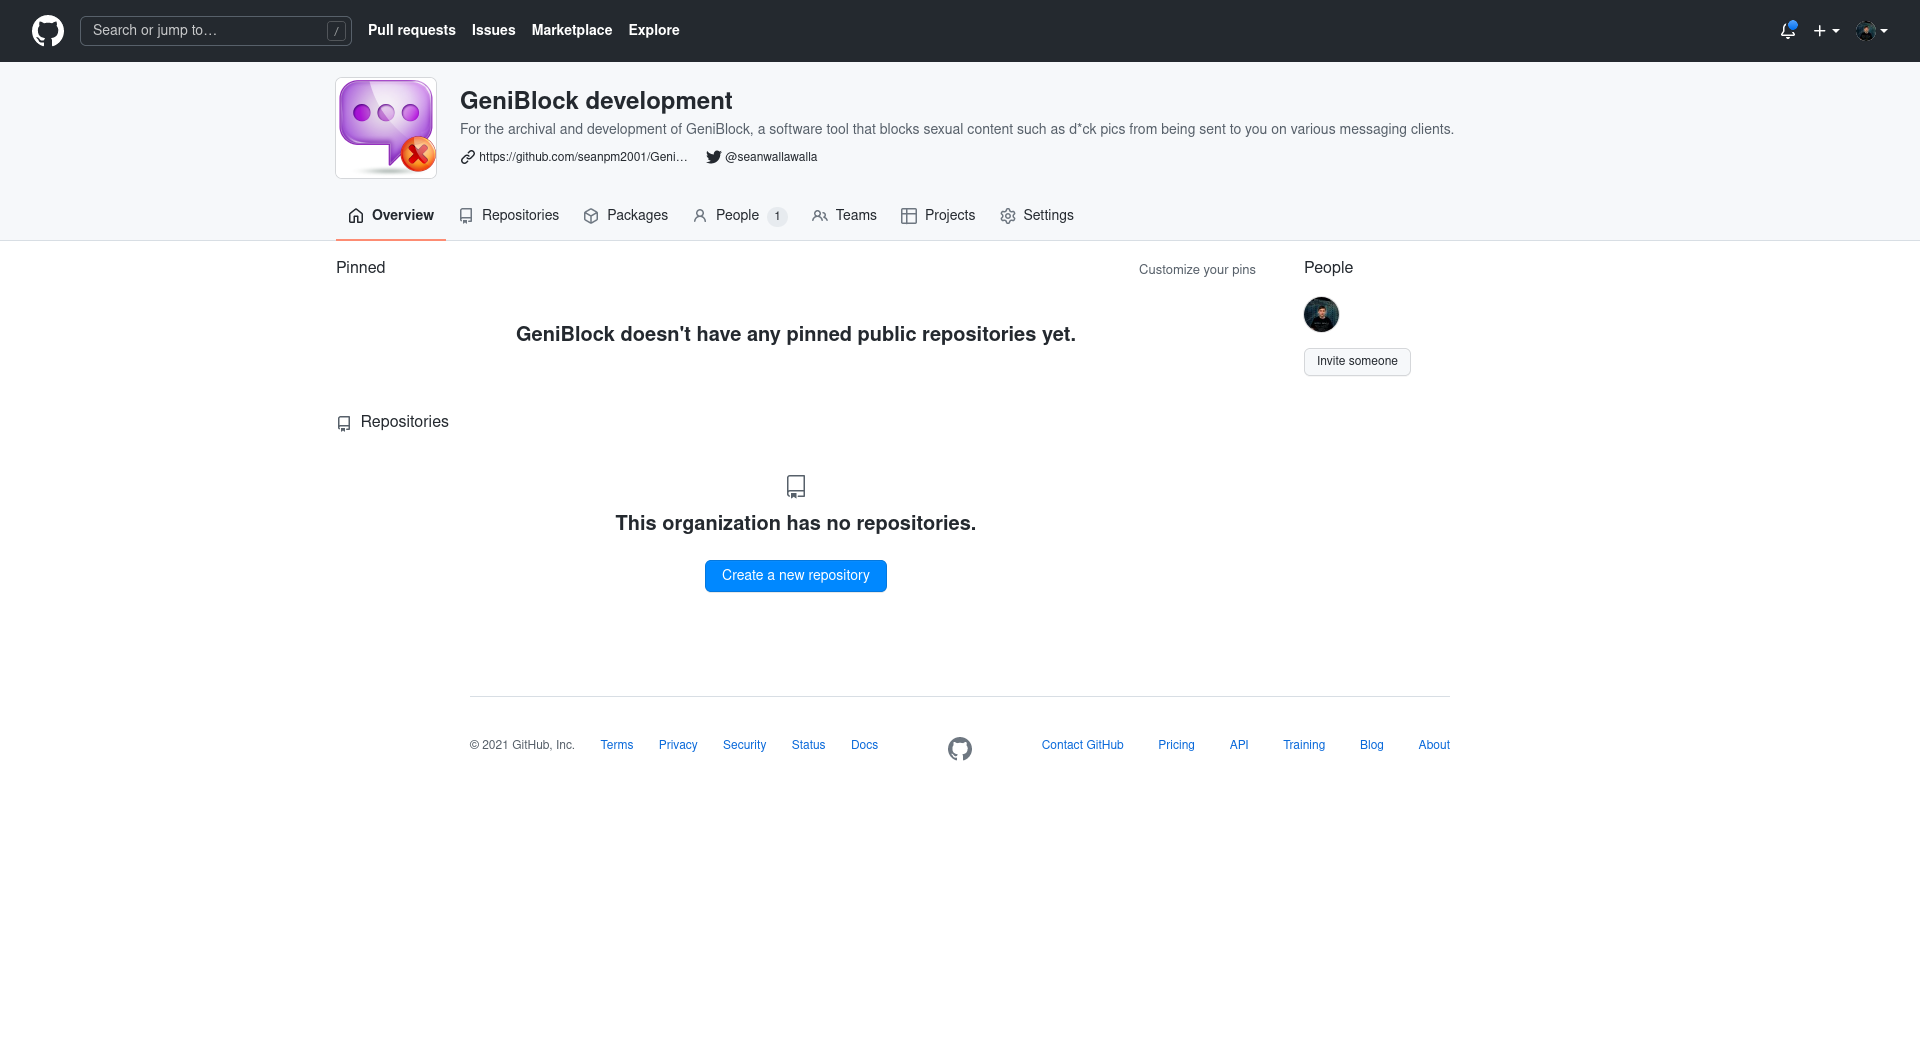 Search or jump to… /
Pull requests Issues Marketplace Explore
GeniBlock development
For the archival and development of GeniBlock, a software tool that blocks sexual content such as d*ck pics from being sent to you on various messaging clients.
https://github.com/seanpm2001/Geni… @seanwallawalla
Overview Repositories Packages People 1 Teams Projects Settings
Pinned
Customize your pins
GeniBlock doesn't have any pinned public repositories yet.
Repositories
This organization has no repositories.
Create a new repository
People
Invite someone
© 2021 GitHub, Inc. Terms Privacy Security Status Docs Contact GitHub Pricing API Training Blog About